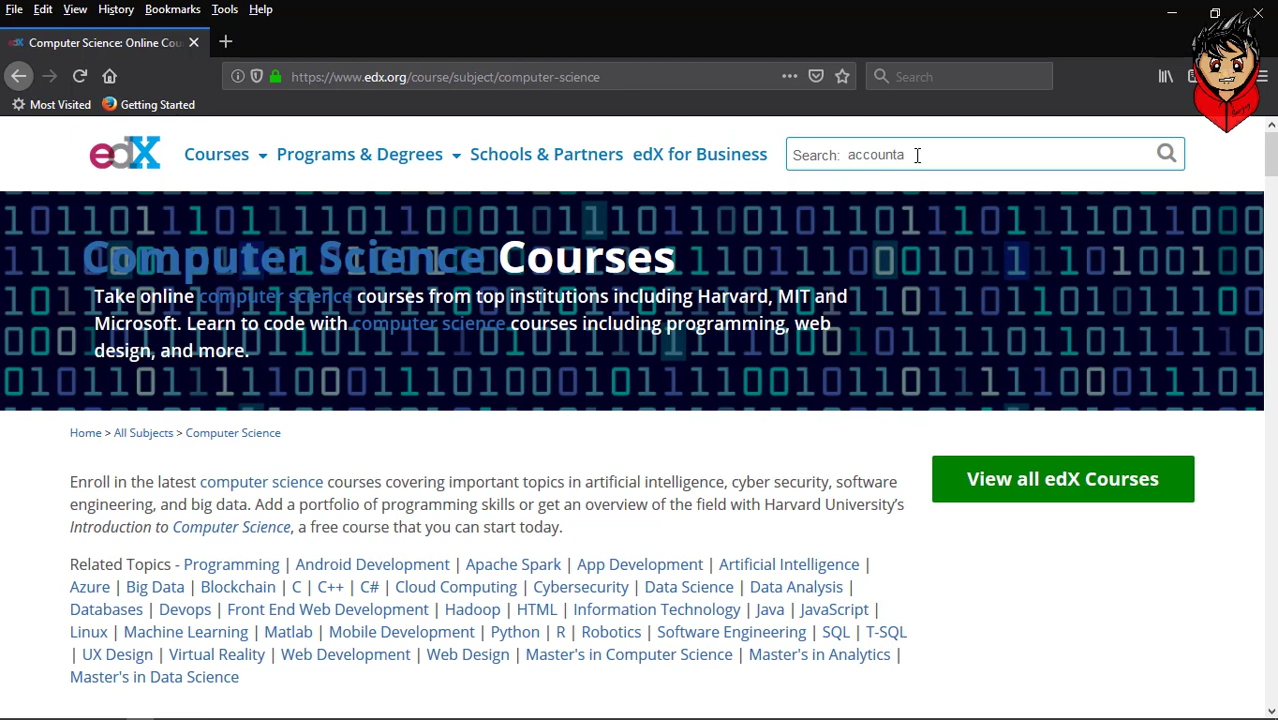 File Edit View History Bookmarks Tools Help
Computer Science: Online Cou
https://www.edx.org/course/subject/computer-science
Search
Most Visited Getting Started
edX Courses Programs & Degrees Schools & Partners edX for Business Search: accounta
Computer Science Courses
Take online computer science courses from top institutions including Harvard, MIT and
Microsoft. Learn to code with computer science courses including programming, web
design, and more.
Home > All Subjects > Computer Science
Enroll in the latest computer science courses covering important topics in artificial intelligence, cyber security, software
engineering, and big data. Add a portfolio of programming skills or get an overview of the field with Harvard University's
Introduction to Computer Science, a free course that you can start today.
View all edX Courses
Related Topics - Programming | Android Development | Apache Spark | App Development | Artificial Intelligence |
Azure | Big Data | Blockchain | C | C++ | C# | Cloud Computing | Cybersecurity | Data Science | Data Analysis |
Databases | Devops | Front End Web Development | Hadoop | HTML | Information Technology | Java | JavaScript |
Linux | Machine Learning | Matlab | Mobile Development | Python | R | Robotics | Software Engineering | SQL | T-SQL
| UX Design | Virtual Reality | Web Development | Web Design | Master's in Computer Science | Master's in Analytics |
Master's in Data Science